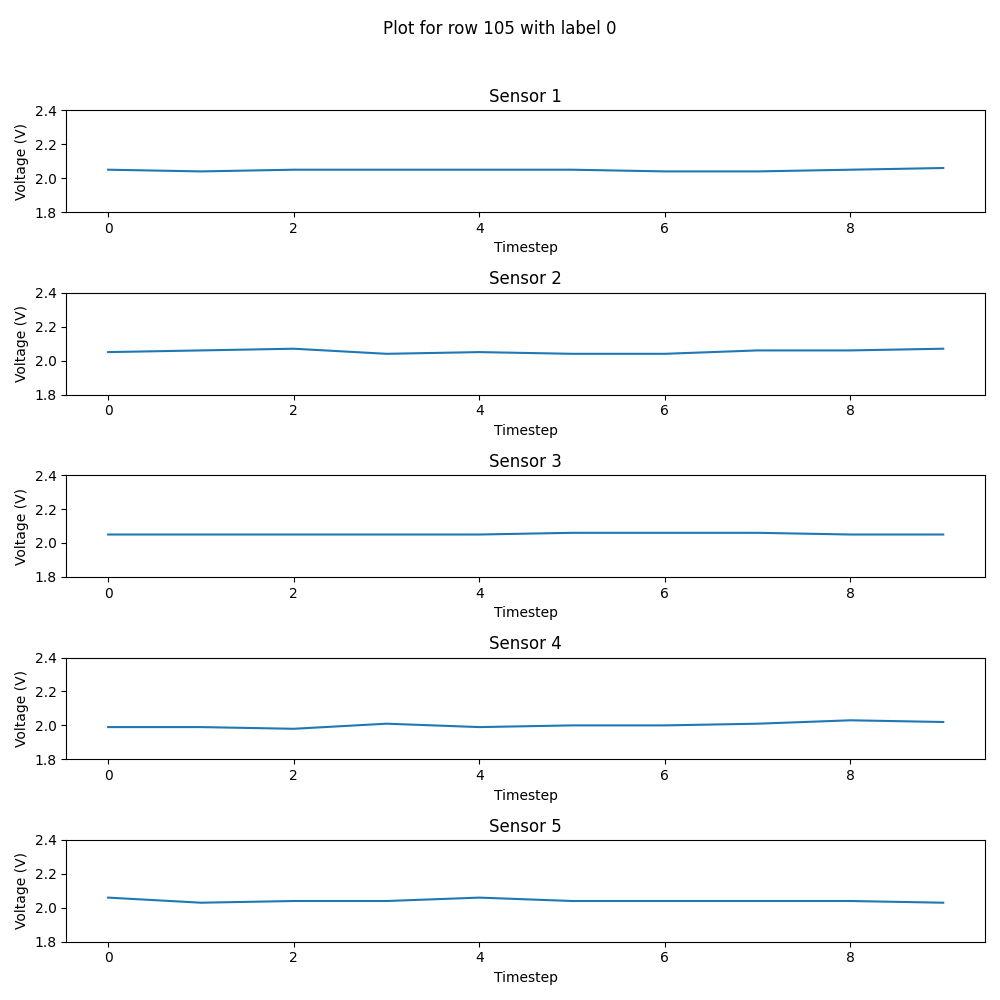 Plot for row 105 with label 0
Sensor 1
Voltage (V)
2.4
2.2
2.0
1.8
0 2 4 6 8
Timestep
Sensor 2
Voltage (V)
2.4
2.2
2.0
1.8
0 2 4 6 8
Timestep
Sensor 3
Voltage (V)
2.4
2.2
2.0
1.8
0 2 4 6 8
Timestep
Sensor 4
Voltage (V)
2.4
2.2
2.0
1.8
0 2 4 6 8
Timestep
Sensor 5
Voltage (V)
2.4
2.2
2.0
1.8
0 2 4 6 8
Timestep